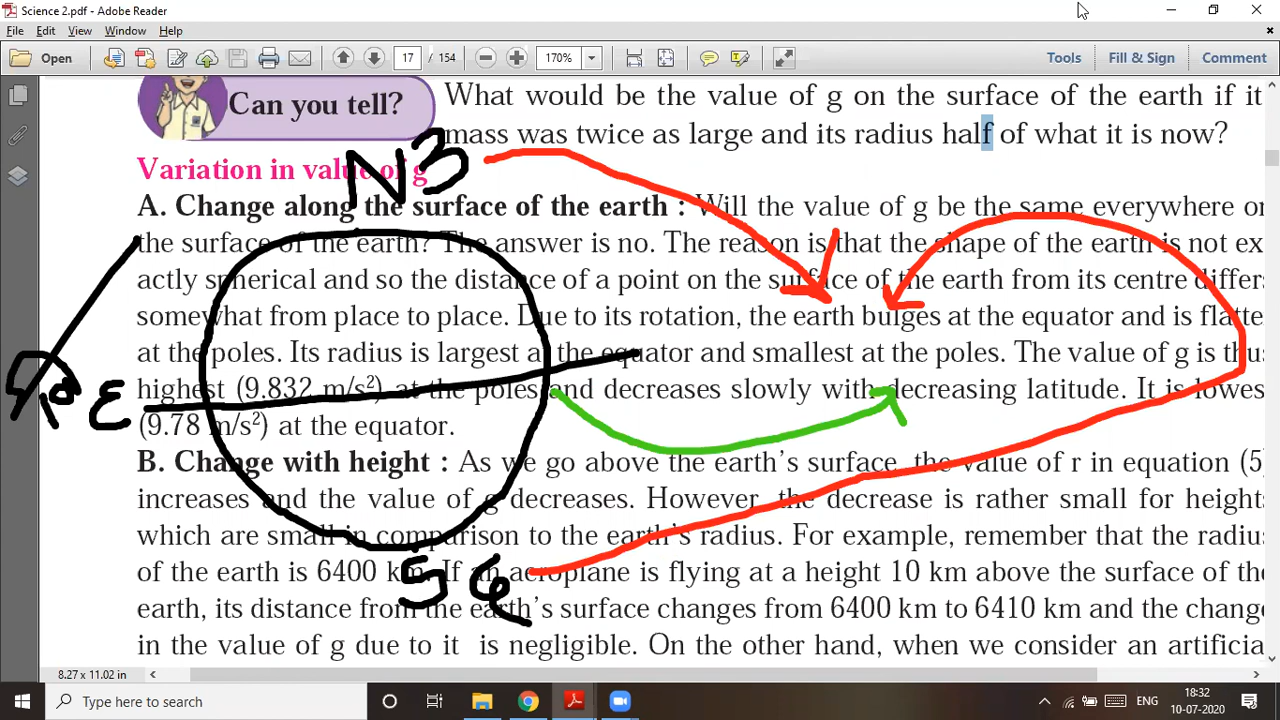 Science 2.pdf - Adobe Reader
File Edit View Window Help
Open 17 / 154 170% Tools Fill & Sign Comment
Can you tell?
What would be the value of g on the surface of the earth if it
mass was twice as large and its radius half of what it is now?
N3
Variation in value of g
A. Change along the surface of the earth : Will the value of g be the same everywhere on
the surface of the earth? The answer is no. The reason is that the shape of the earth is not ex
actly spherical and so the distance of a point on the surface of the earth from its centre differs
somewhat from place to place. Due to its rotation, the earth bulges at the equator and is flatte
at the poles. Its radius is largest at the equator and smallest at the poles. The value of g is thus
highest (9.832 m/s²) at the poles and decreases slowly with decreasing latitude. It is lowes
E
(9.78 m/s²) at the equator.
B. Change with height : As we go above the earth's surface, the value of r in equation (5)
increases and the value of g decreases. However, the decrease is rather small for heights
which are small in comparison to the earth's radius. For example, remember that the radiu
of the earth is 6400 km. If an aeroplane is flying at a height 10 km above the surface of the
earth, its distance from the earth's surface changes from 6400 km to 6410 km and the change
in the value of g due to it is negligible. On the other hand, when we consider an artificia
8.27 x 11.02 in
Type here to search
ENG
18:32
10-07-2020